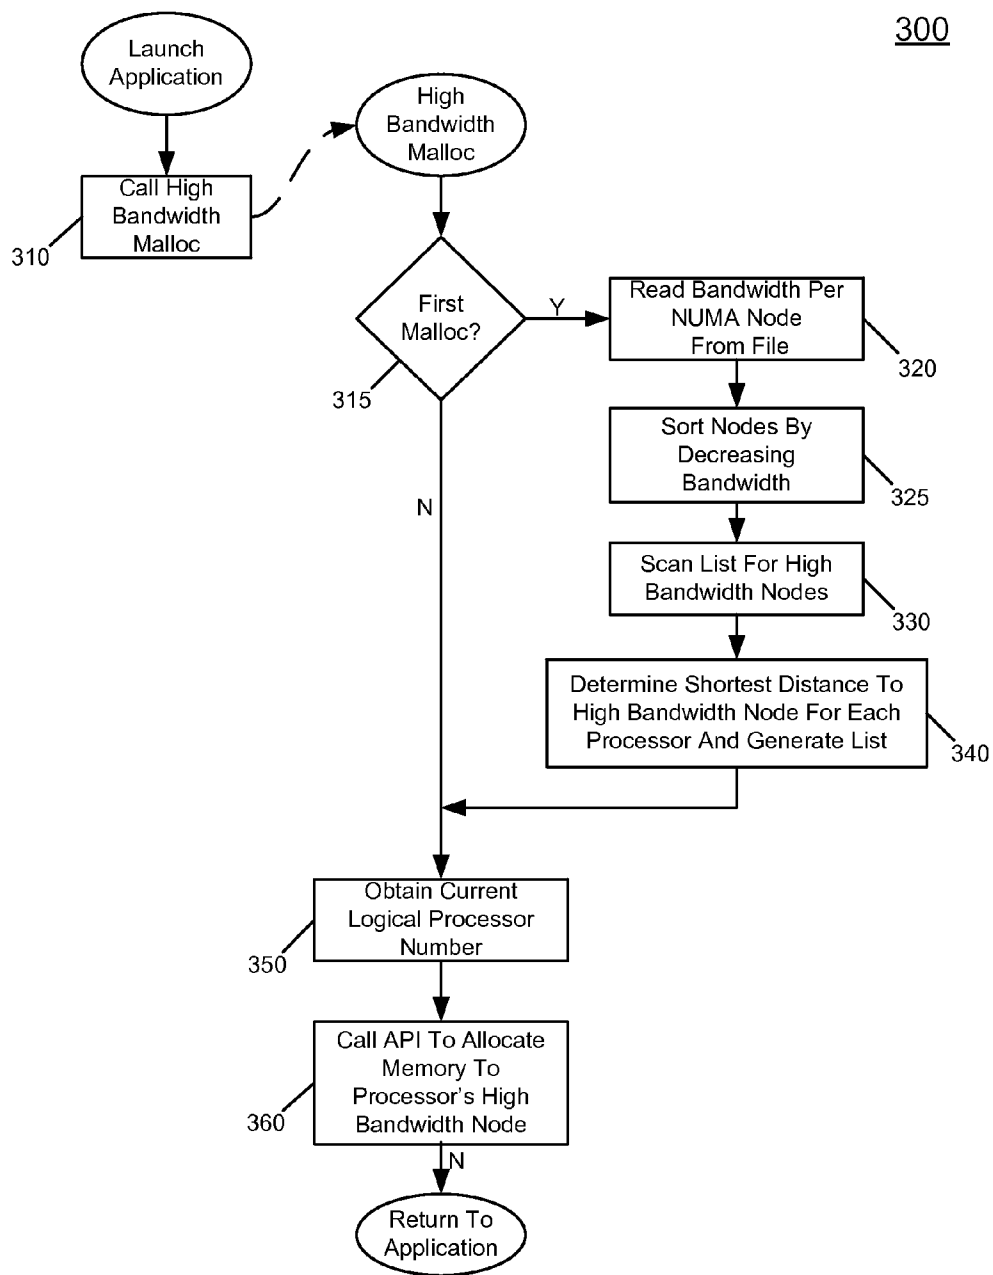 300
Launch
Application
High
Bandwidth
Malloc
Call High
Bandwidth
Malloc
310
First
Malloc?
315
Y
N
Read Bandwidth Per
NUMA Node
From File
320
Sort Nodes By
Decreasing
Bandwidth
325
Scan List For High
Bandwidth Nodes
330
Determine Shortest Distance To
High Bandwidth Node For Each
Processor And Generate List
340
Obtain Current
Logical Processor
Number
350
Call API To Allocate
Memory To
Processor's High
Bandwidth Node
360
N
Return To
Application